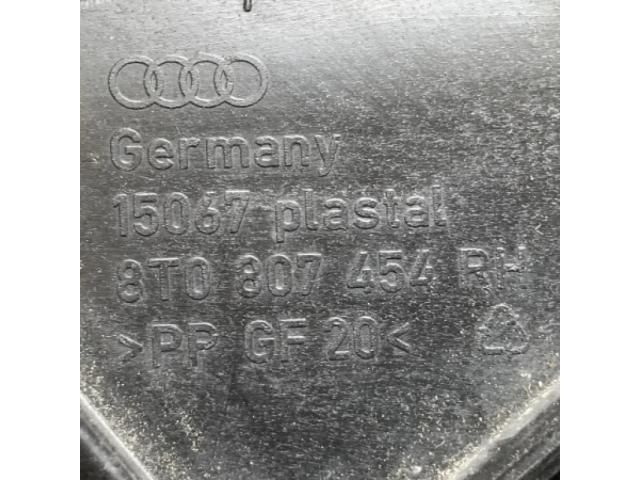 Germany
15067 plastal
8T0 807 454 RH
>PP GF 20<